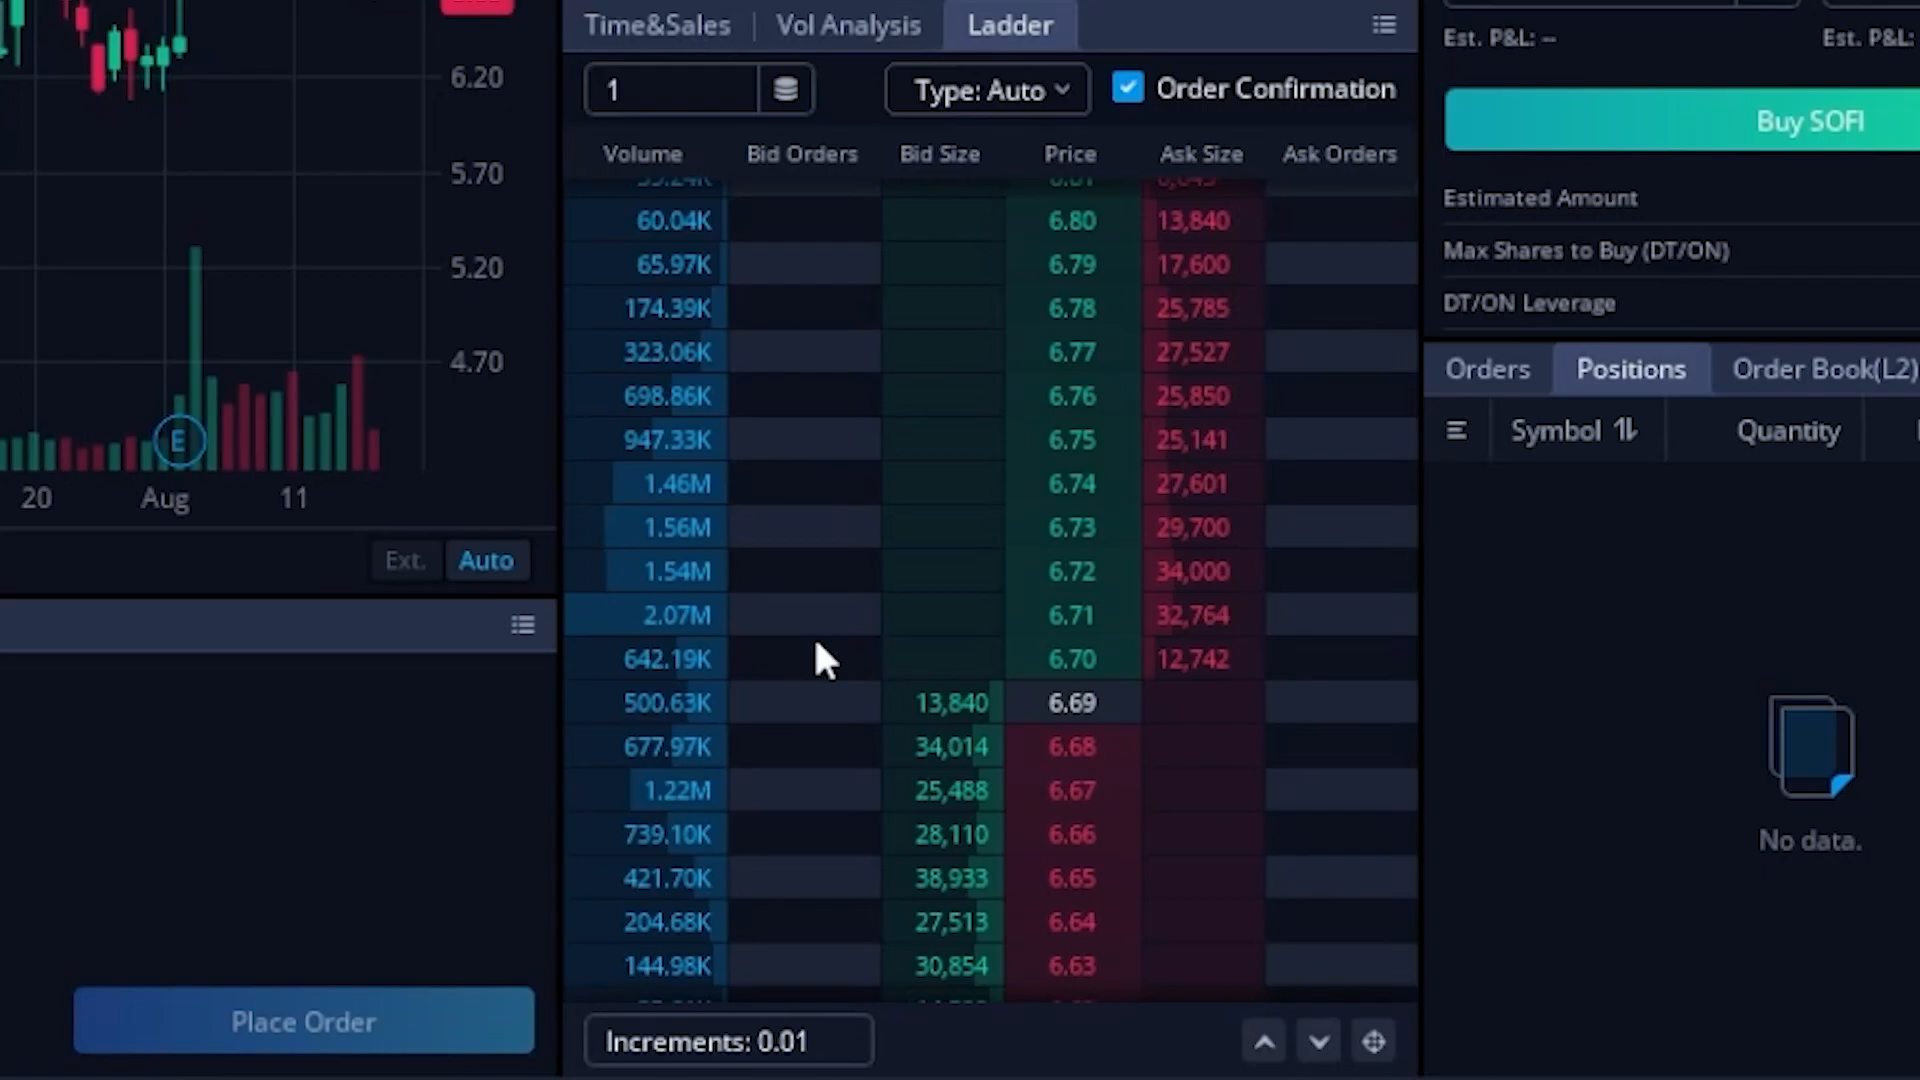 6.20
5.70
5.20
4.70
E
20 Aug 11
Ext. Auto
Place Order
Time&Sales Vol Analysis Ladder
1 Type: Auto Order Confirmation
Volume Bid Orders Bid Size Price Ask Size Ask Orders
60.04K 6.80 13,840
65.97K 6.79 17,600
174.39K 6.78 25,785
323.06K 6.77 27,527
698.86K 6.76 25,850
947.33K 6.75 25,141
1.46M 6.74 27,601
1.56M 6.73 29,700
1.54M 6.72 34,000
2.07M 6.71 32,764
642.19K 6.70 12,742
500.63K 13,840 6.69
677.97K 34,014 6.68
1.22M 25,488 6.67
739.10K 28,110 6.66
421.70K 38,933 6.65
204.68K 27,513 6.64
144.98K 30,854 6.63
Increments: 0.01
Est. P&L: -- Est. P&L:
Buy SOFI
Estimated Amount
Max Shares to Buy (DT/ON)
DT/ON Leverage
Orders Positions Order Book(L2)
Symbol Quantity
No data.